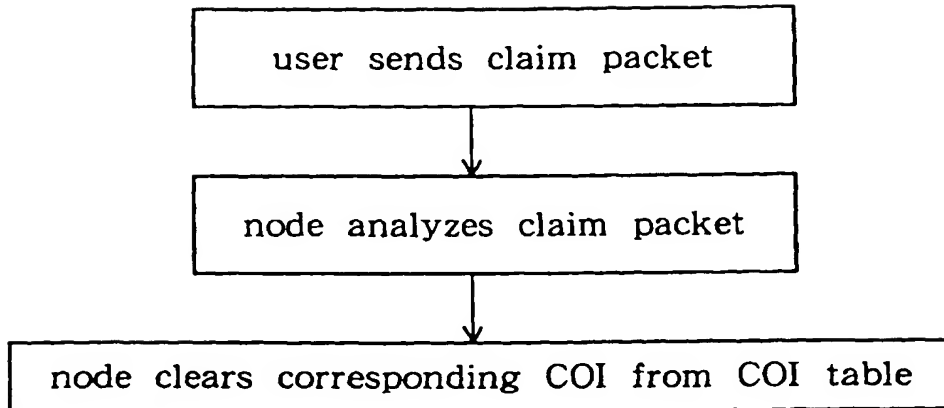 user sends claim packet
node analyzes claim packet
node clears corresponding COI from COI table